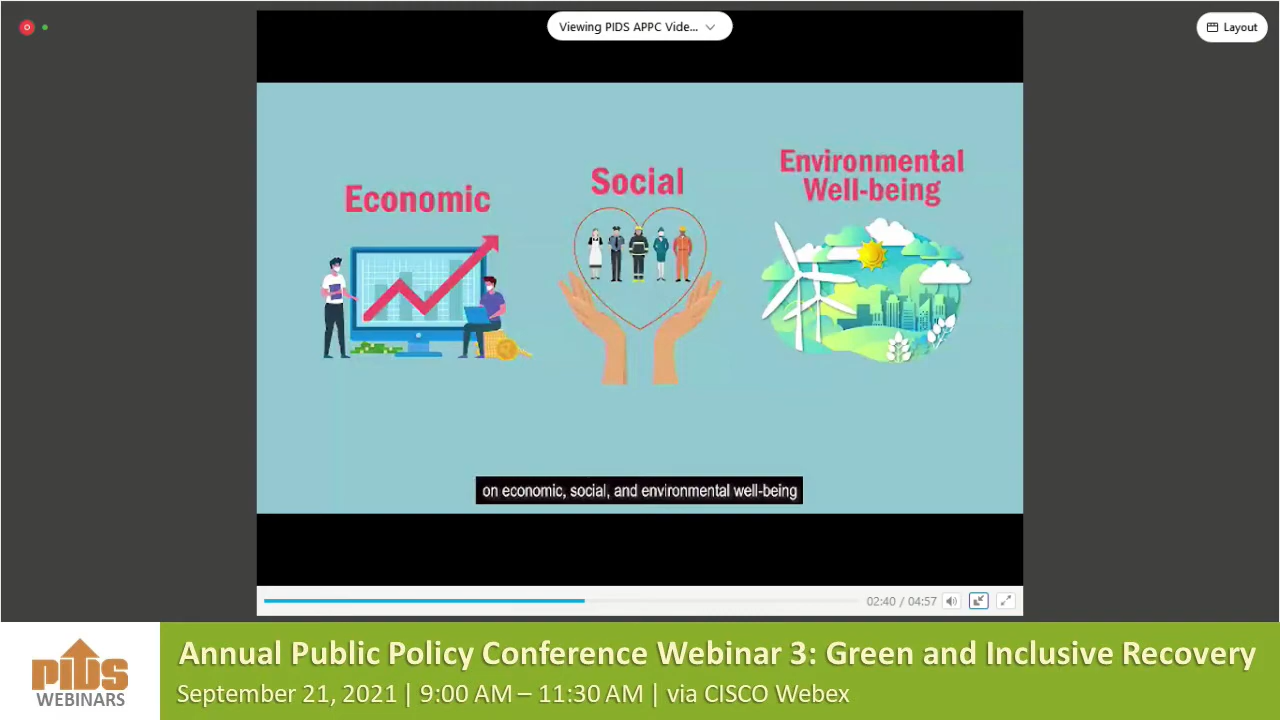 Viewing PIDS APPC Vide...
Layout
Economic
Social
Environmental
Well-being
on economic, social, and environmental well-being
02:40 / 04:57
PIDS
WEBINARS
Annual Public Policy Conference Webinar 3: Green and Inclusive Recovery
September 21, 2021 | 9:00 AM – 11:30 AM | via CISCO Webex